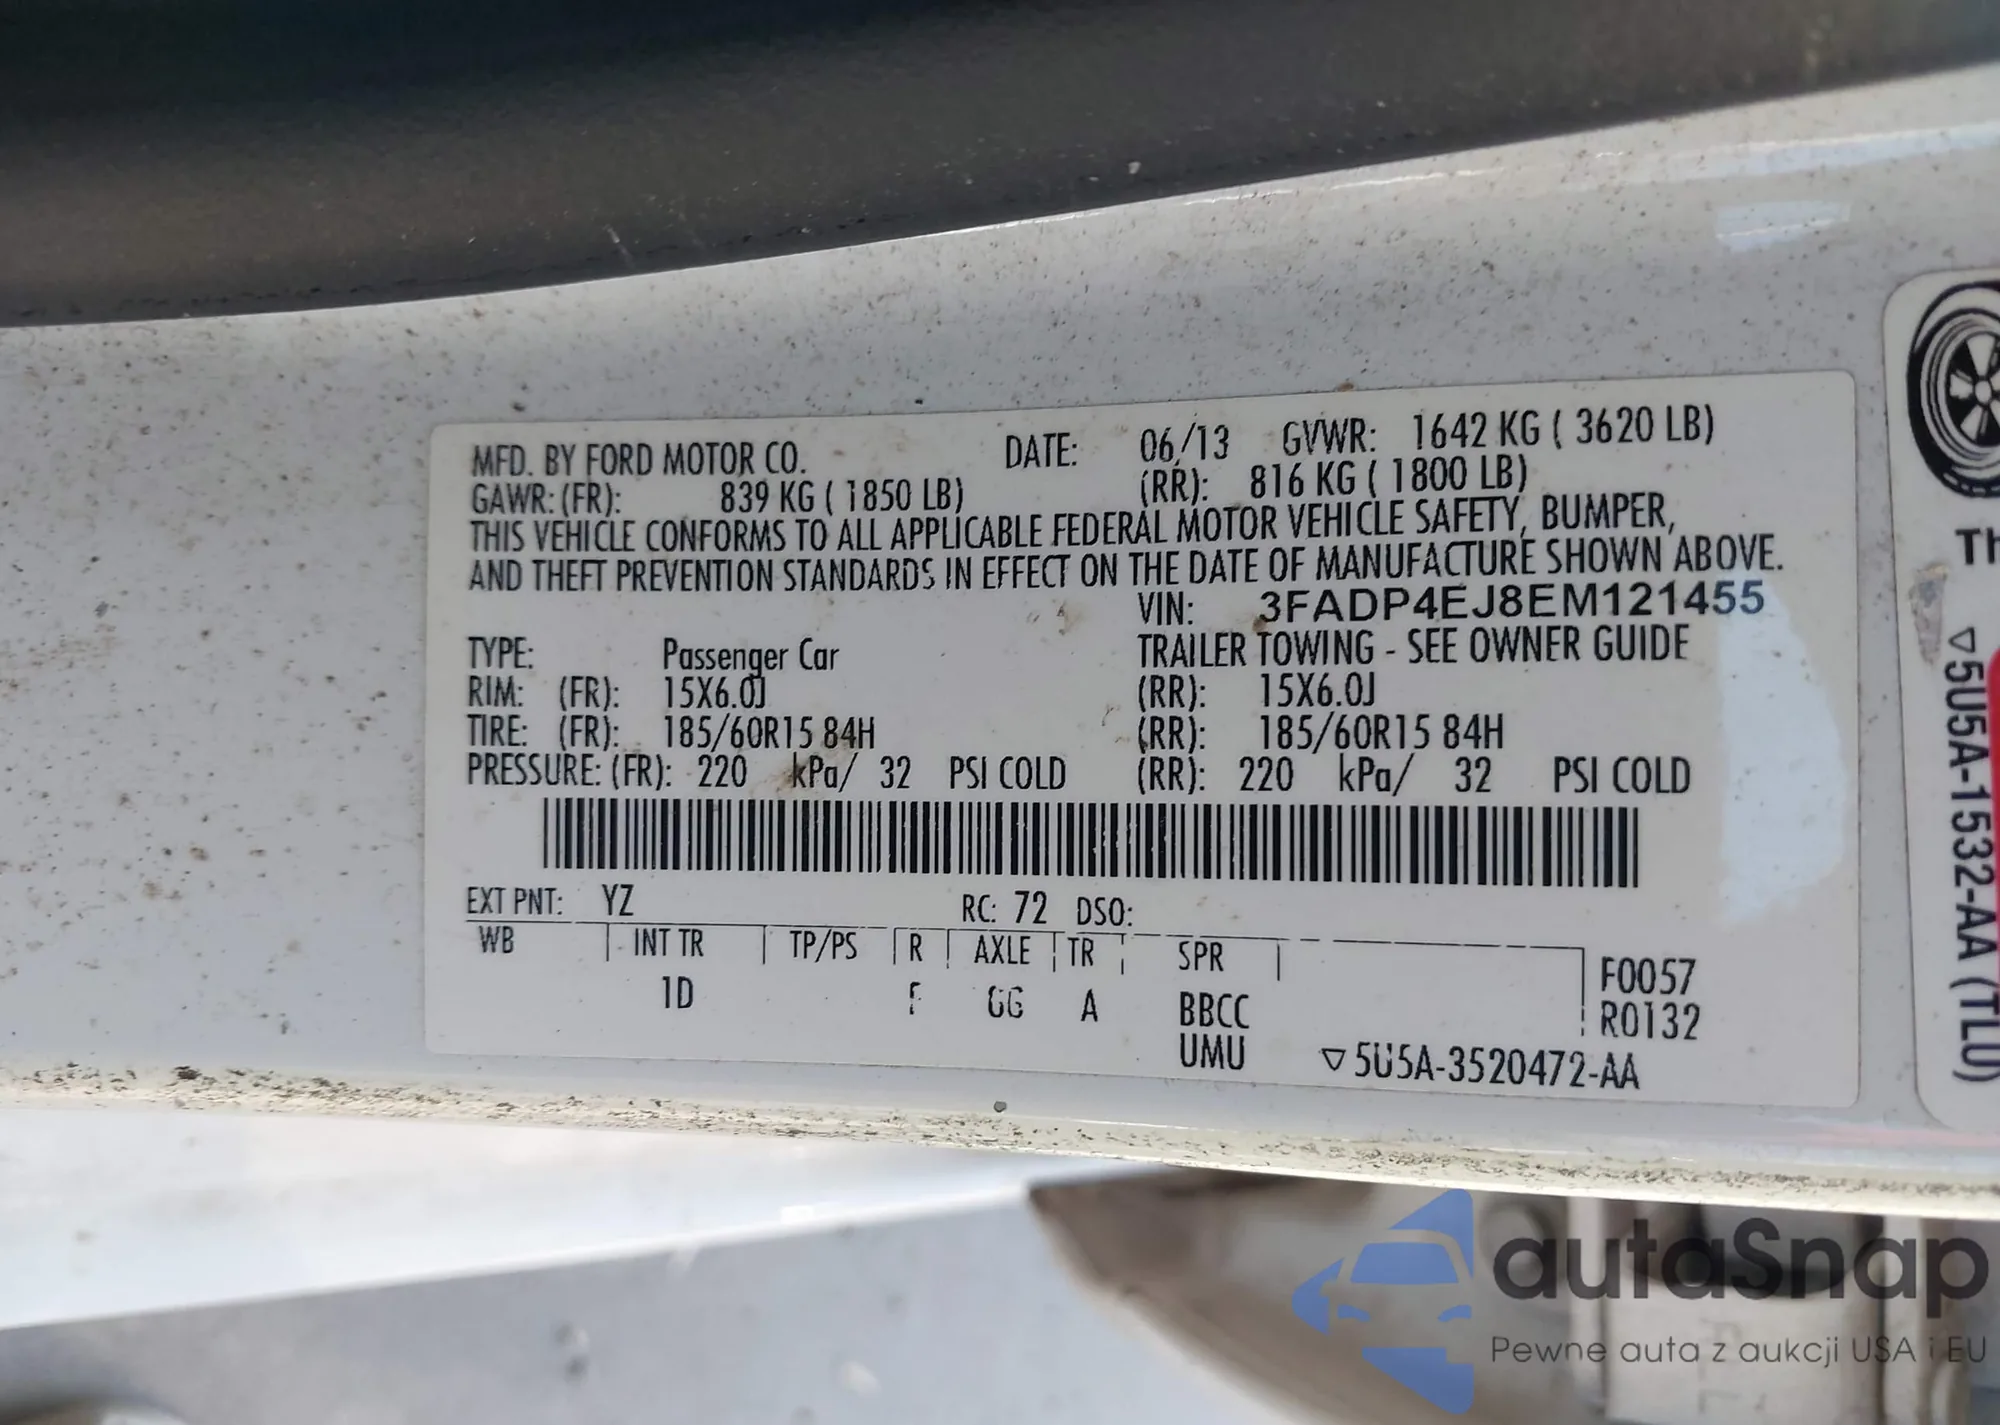 MFD. BY FORD MOTOR CO. DATE: 06/13 GVWR: 1642 KG ( 3620 LB)
GAWR: (FR): 839 KG ( 1850 LB) (RR): 816 KG ( 1800 LB)
THIS VEHICLE CONFORMS TO ALL APPLICABLE FEDERAL MOTOR VEHICLE SAFETY, BUMPER,
AND THEFT PREVENTION STANDARDS IN EFFECT ON THE DATE OF MANUFACTURE SHOWN ABOVE.
VIN: 3FADP4EJ8EM121455
TYPE: Passenger Car TRAILER TOWING - SEE OWNER GUIDE
RIM: (FR): 15X6.0J (RR): 15X6.0J
TIRE: (FR): 185/60R15 84H (RR): 185/60R15 84H
PRESSURE: (FR): 220 kPa/ 32 PSI COLD (RR): 220 kPa/ 32 PSI COLD
EXT PNT: YZ RC: 72 DSO:
WB INT TR TP/PS R AXLE TR SPR
1D F GG A BBCC
UMU
F0057
R0132
▽5U5A-3520472-AA
Th
▽5U5A-1532-AA (TLU)
autoSnap
Pewne auta z aukcji USA i EU